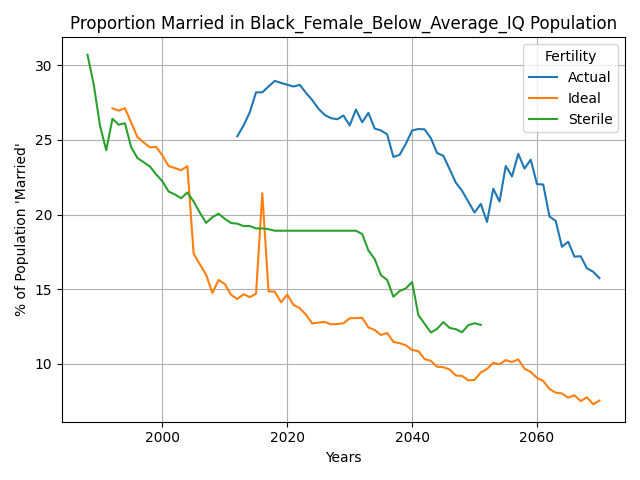 Proportion Married in Black_Female_Below_Average_IQ Population
% of Population 'Married'
30
25
20
15
10
Fertility
Actual
Ideal
Sterile
2000
2020
2040
2060
Years